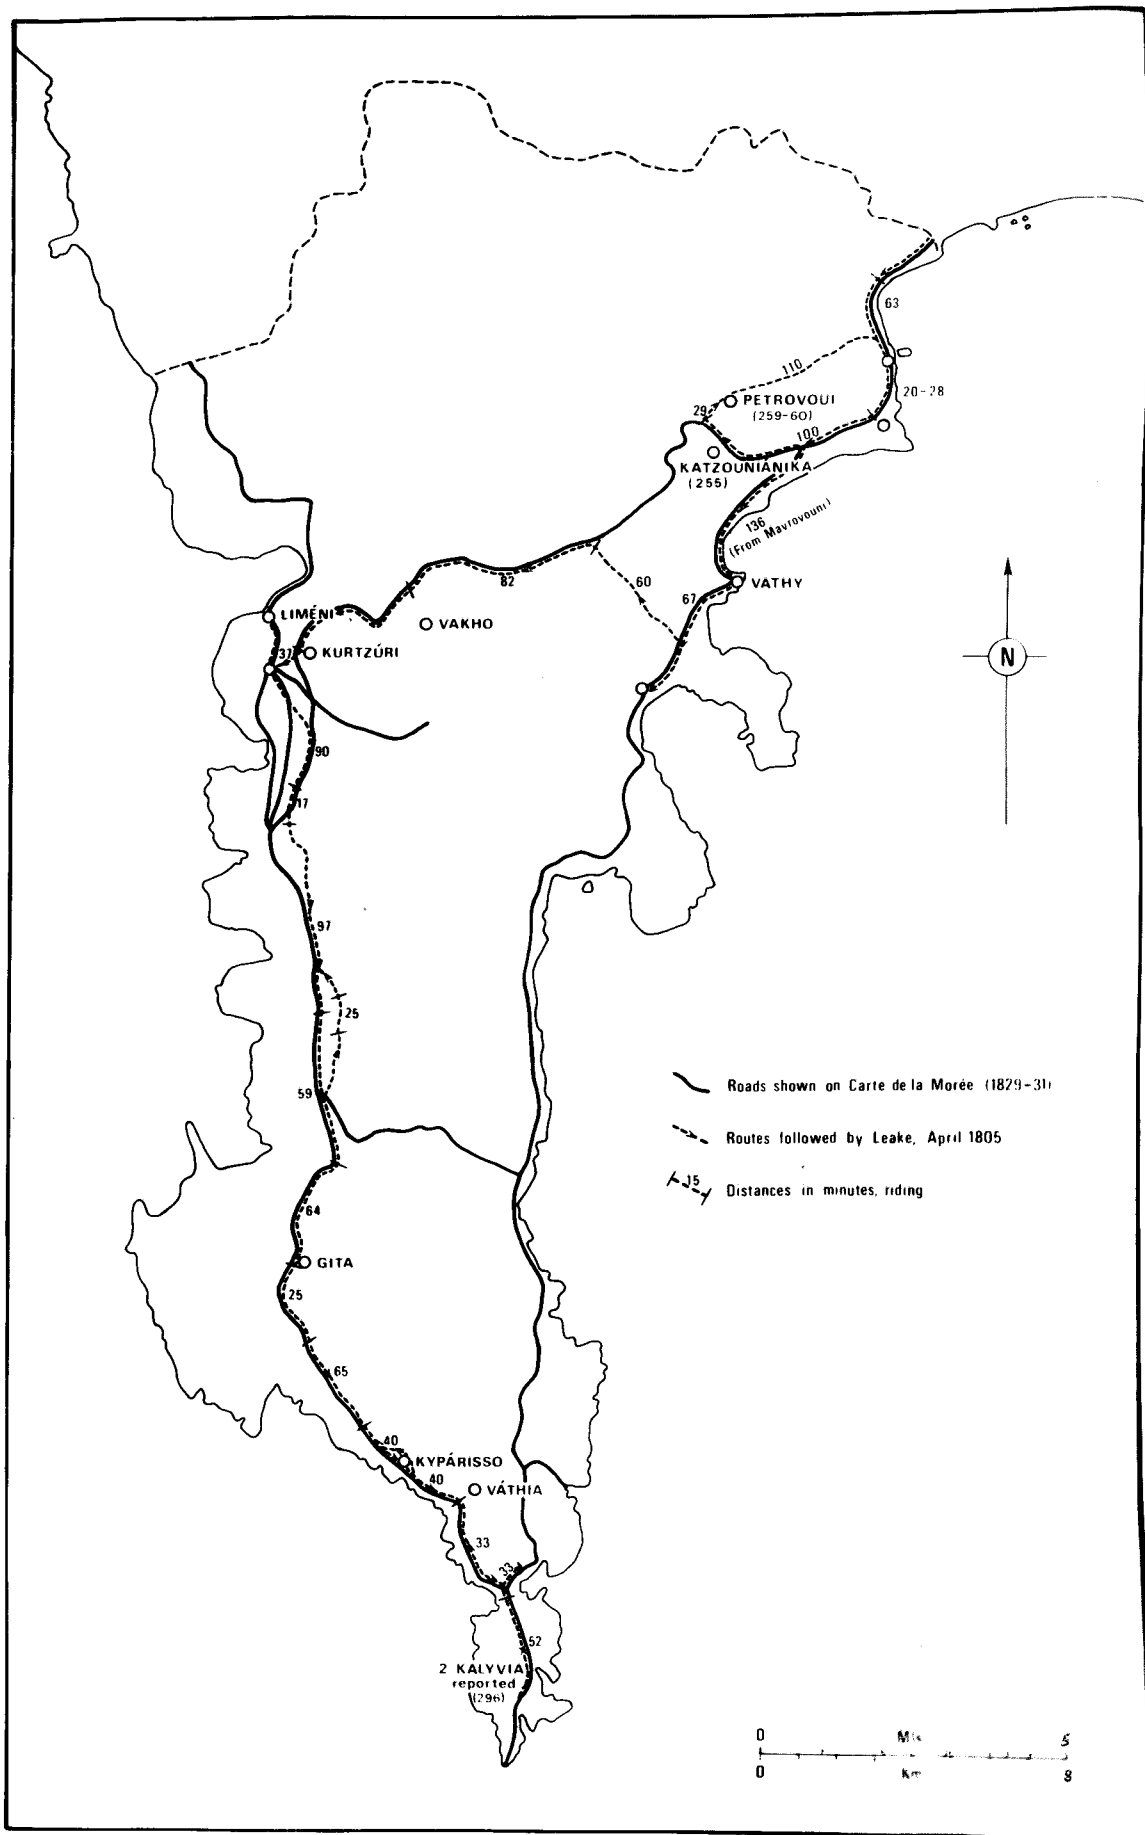 63
110
20-28
29
PETROVOUI
(259-60)
100
KATZOUNIÁNIKA
(255)
136
(From Mavrovouni)
82
60
67
VATHY
LIMÉNI
VAKHO
37
KURTZÚRI
N
90
17
97
25
59
Roads shown on Carte de la Morée (1829-31)
Routes followed by Leake, April 1805
15
Distances in minutes, riding
64
GITA
25
65
40
KYPÁRISSO
40
VÁTHIA
33
33
52
2 KALYVIA
reported
(296)
0
5
0
Km
8